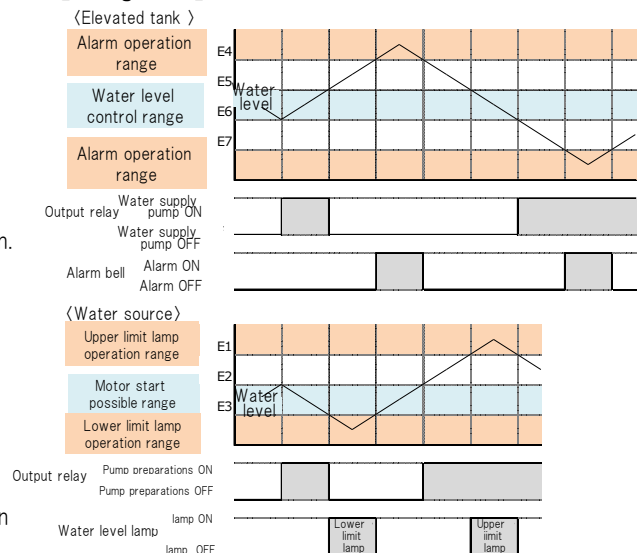 〈Elevated tank 〉
Alarm operation
range
Water level
control range
Alarm operation
range
E4
E5
E6
E7
Water
level
Output relay
Water supply
pump ON
Water supply
pump OFF
n.
Alarm bell
Alarm ON
Alarm OFF
〈Water source〉
Upper limit lamp
operation range
Motor start
possible range
Lower limit lamp
operation range
E1
E2
E3
Water
level
Output relay
Pump preparations ON
Pump preparations OFF
n
Water level lamp
lamp ON
lamp OFF
Lower
limit
lamp
Upper
limit
lamp